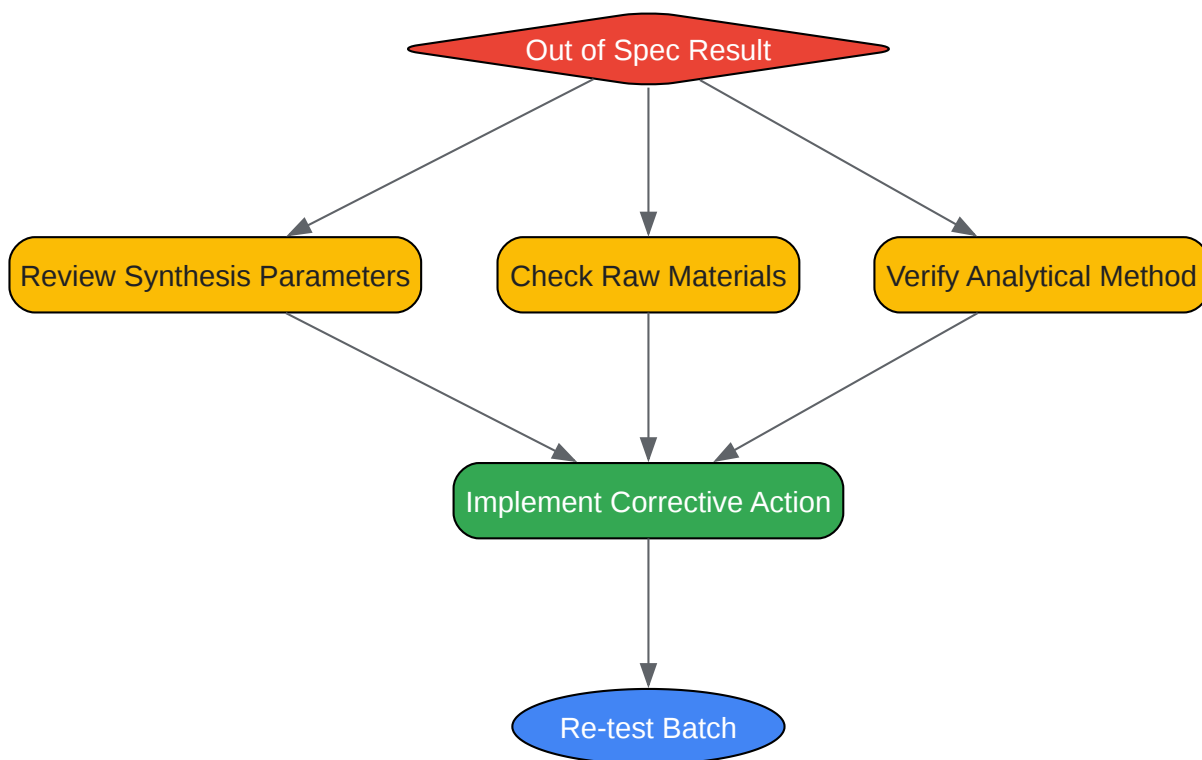 Out of Spec Result
Review Synthesis Parameters
Check Raw Materials
Verify Analytical Method
Implement Corrective Action
Re-test Batch